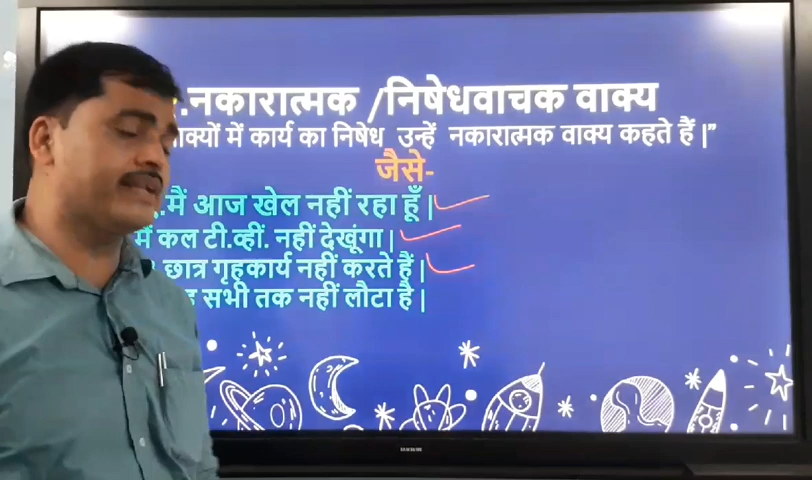 .नकारात्मक /निषेधवाचक वाक्य
वाक्यों में कार्य का निषेध उन्हें नकारात्मक वाक्य कहते हैं |”
जैसे-
.मैं आज खेल नहीं रहा हूँ |
मैं कल टी.व्हीं. नहीं देखूंगा |
छात्र गृहकार्य नहीं करते हैं |
सभी तक नहीं लौटा है |
SAMSUNG